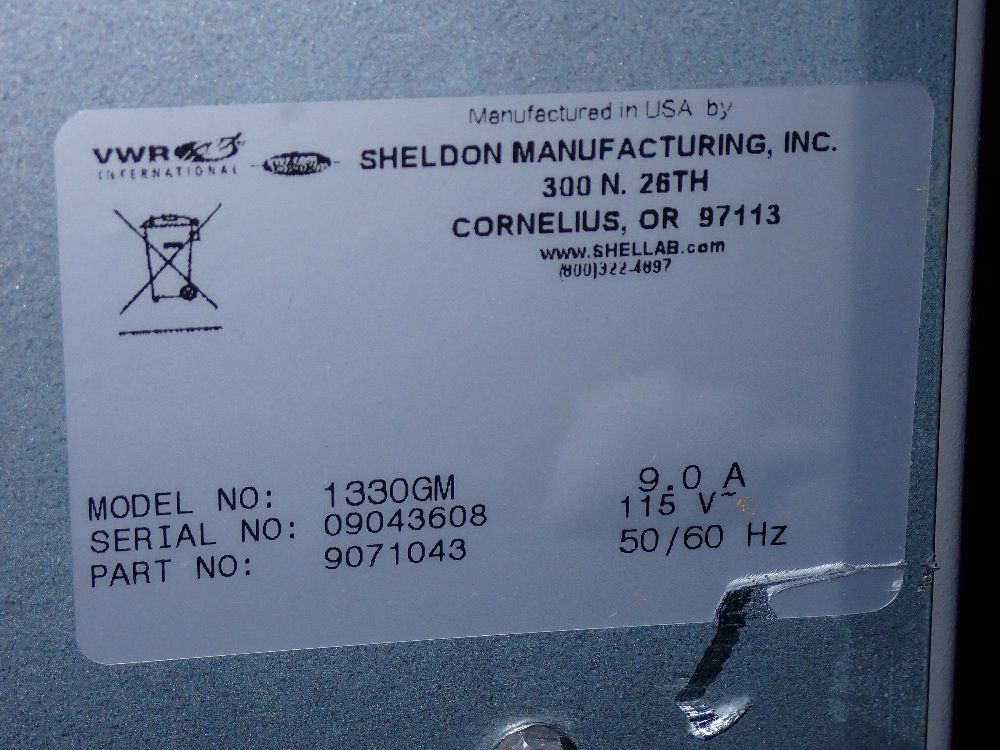 Manufactured in USA by
VWR
INTERNATIONAL
SHELDON MANUFACTURING, INC.
300 N. 26TH
CORNELIUS, OR 97113
www.SHELLAB.com
(800)322-4897
MODEL NO: 1330GM
SERIAL NO: 09043608
PART NO: 9071043
9.0 A
115 V~
50/60 Hz